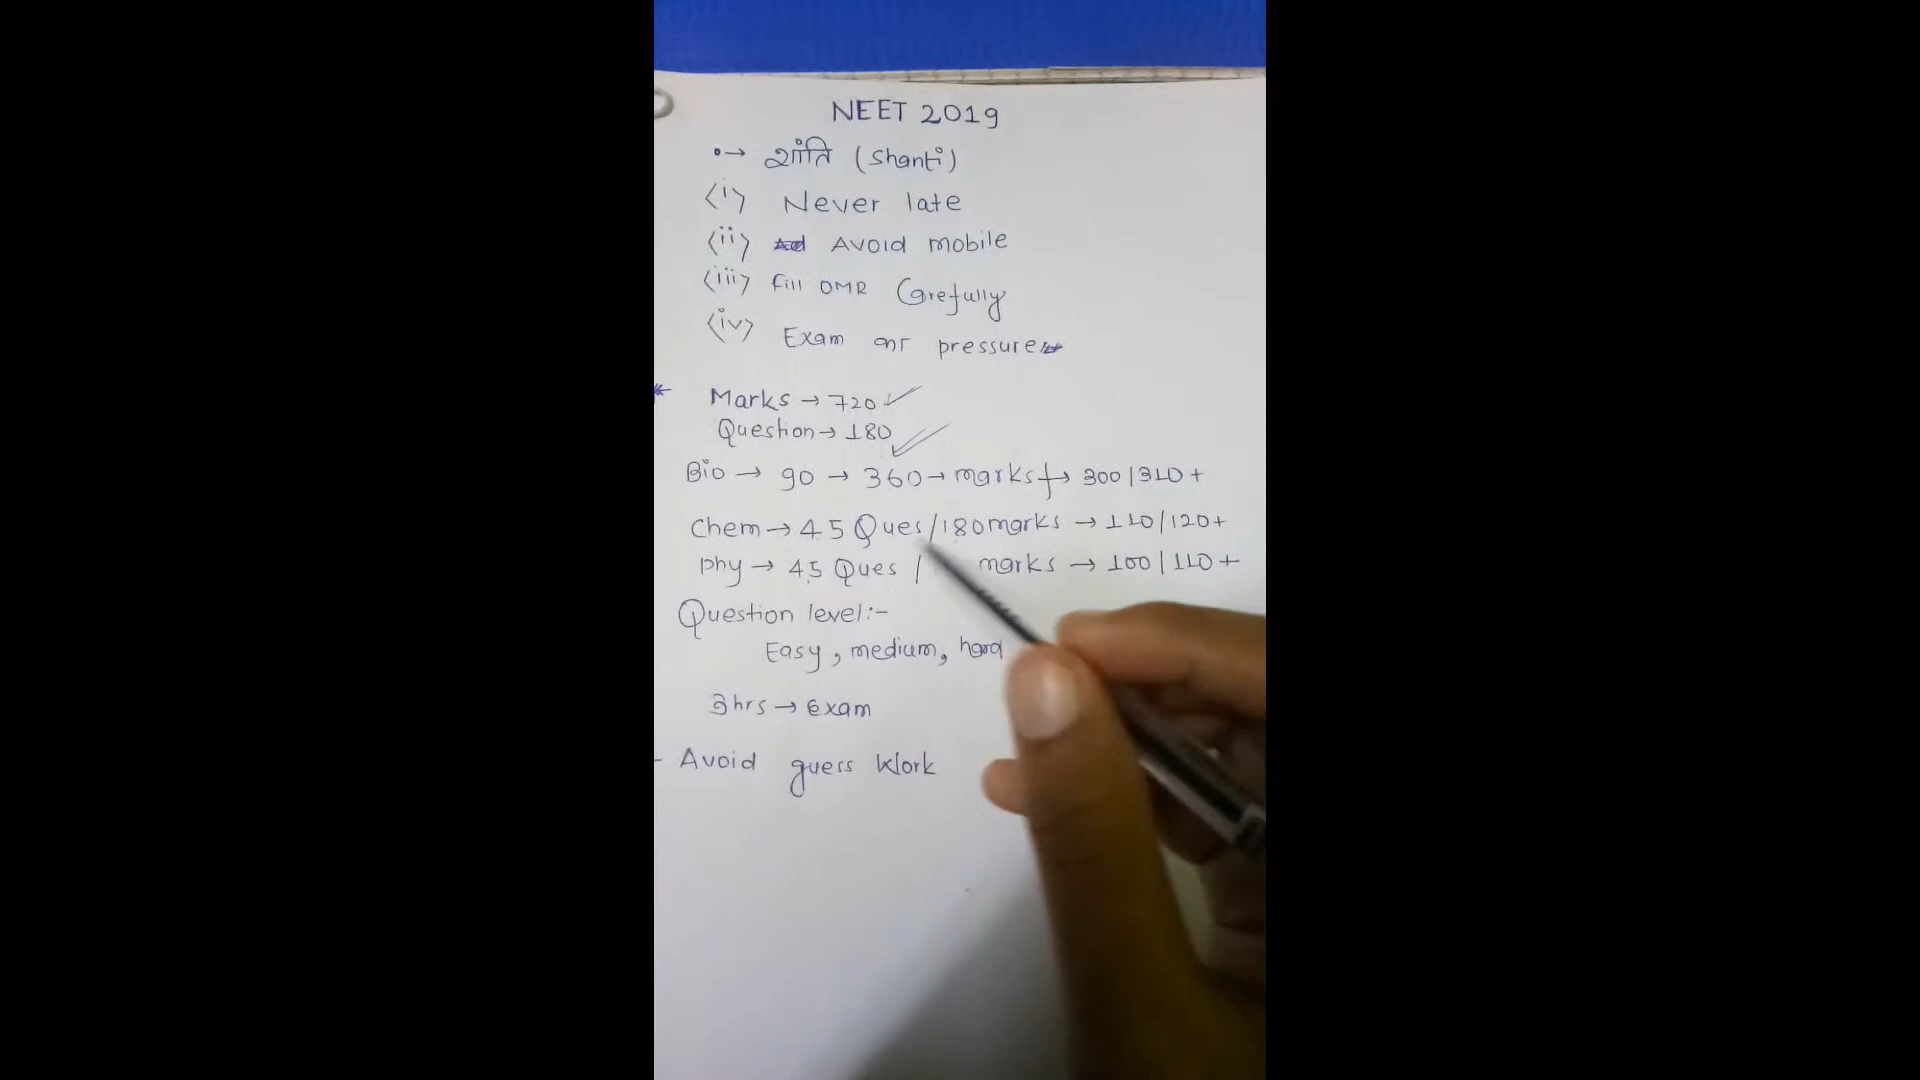 NEET 2019
•→ शांति (Shanti)
(i) Never late
(ii) Avoid mobile
(iii) fill OMR Carefully
(iv) Exam का pressure
* Marks → 720 ✓
Question → 180
Bio → 90 → 360 → marks → 300/310+
Chem → 45 Ques/180 marks → 110/120+
Phy → 45 Ques / marks → 100/110+
Question level:-
Easy, medium, hard
3hrs → exam
- Avoid guess Work